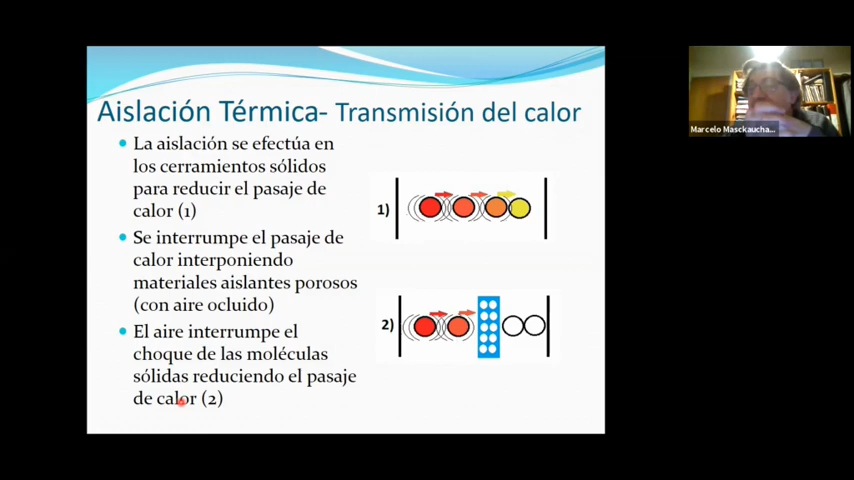 Aislación Térmica- Transmisión del calor
La aislación se efectúa en
los cerramientos sólidos
para reducir el pasaje de
calor (1)
Se interrumpe el pasaje de
calor interponiendo
materiales aislantes porosos
(con aire ocluido)
El aire interrumpe el
choque de las moléculas
sólidas reduciendo el pasaje
de calor (2)
1)
2)
Marcelo Masckaucha...